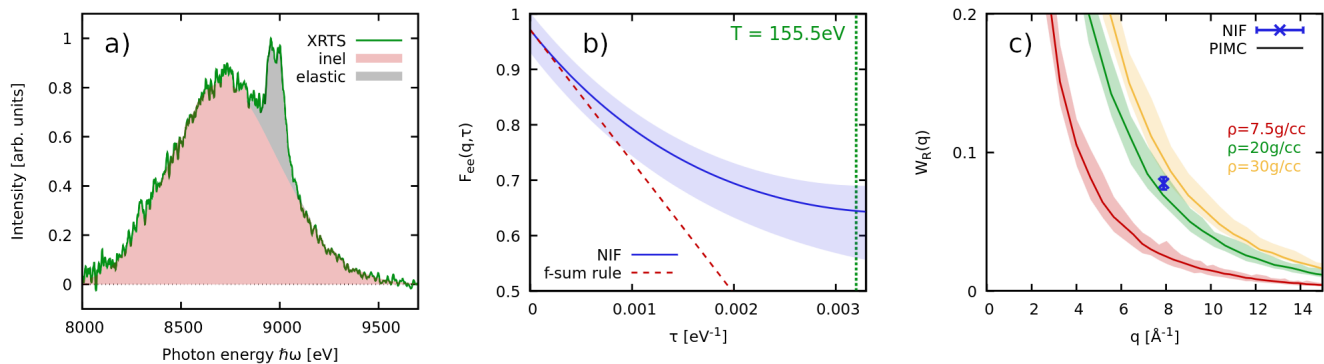 a)
XRTS
inel
elastic
Intensity [arb. units]
1
0.8
0.6
0.4
0.2
0
8000
8500
9000
9500
Photon energy ℏω [eV]
b)
T = 155.5eV
F_ee(q,τ)
1
0.9
0.8
0.7
0.6
0.5
NIF
f-sum rule
0
0.001
0.002
0.003
τ [eV⁻¹]
c)
NIF
PIMC
ρ=7.5g/cc
ρ=20g/cc
ρ=30g/cc
W_R(q)
0.2
0.1
0
0
2
4
6
8
10
12
14
q [Å⁻¹]